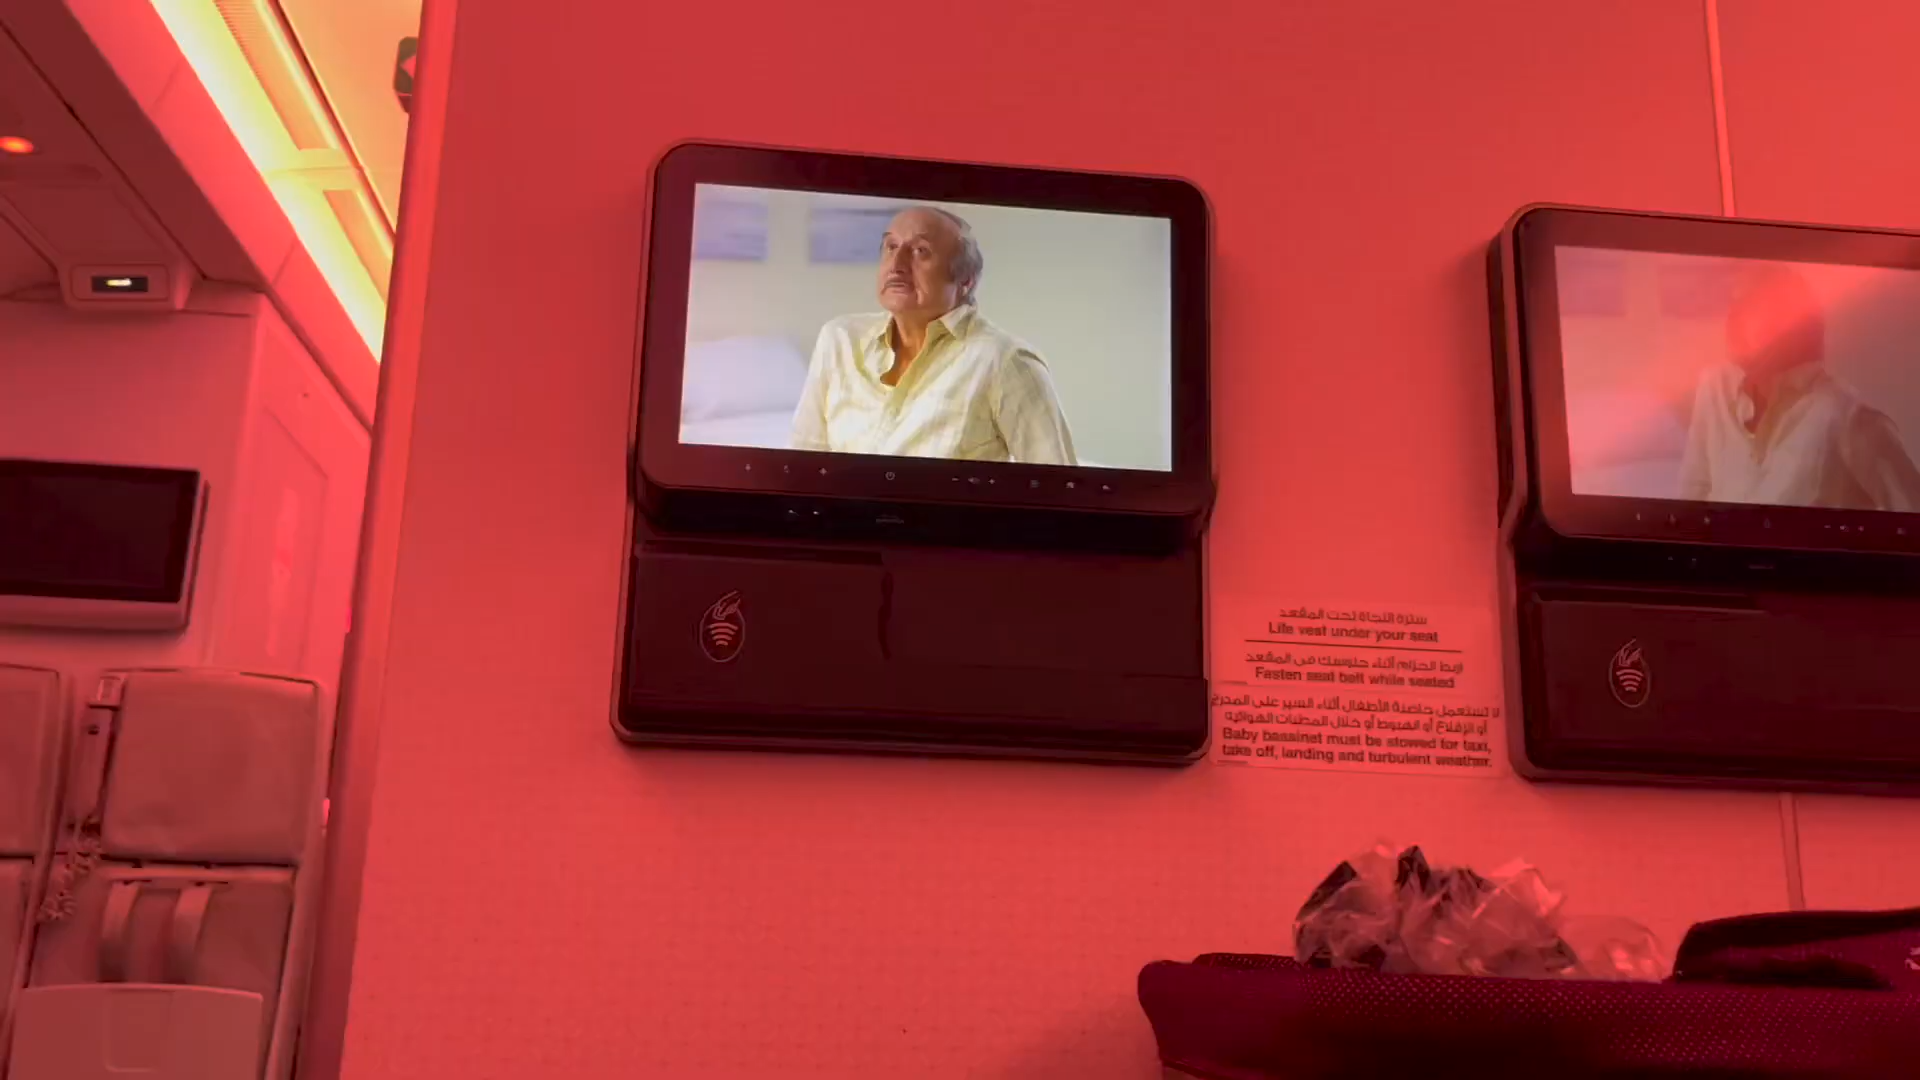 سترة النجاة تحت المقعد
Life vest under your seat
اربط الحزام أثناء جلوسك في المقعد
Fasten seat belt while seated
لا تستعمل حاضنة الأطفال أثناء السير على المدرج
أو الإقلاع أو الهبوط أو خلال المطبات الهوائية
Baby bassinet must be stowed for taxi,
take off, landing and turbulent weather.